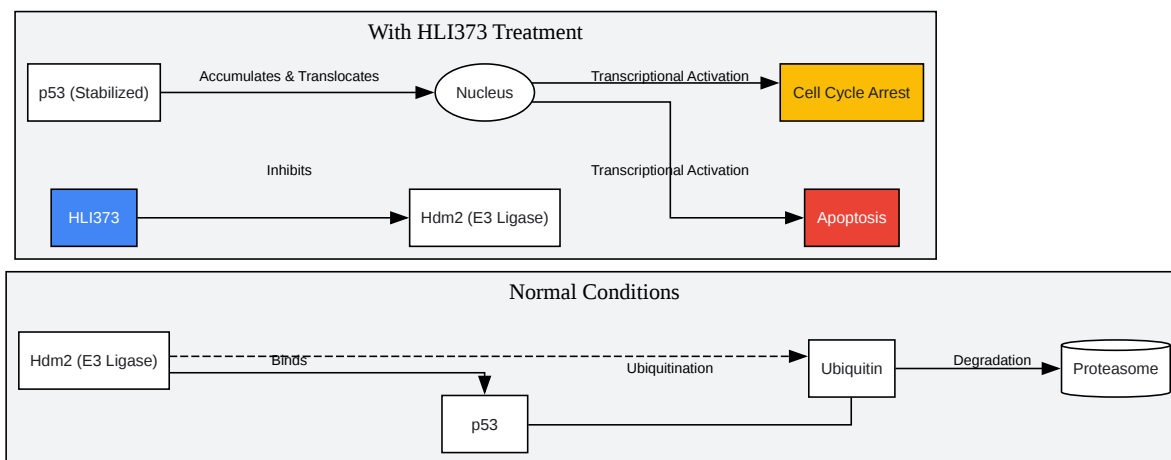 With HLI373 Treatment
p53 (Stabilized)
Accumulates & Translocates
Nucleus
Transcriptional Activation
Cell Cycle Arrest
HLI373
Inhibits
Hdm2 (E3 Ligase)
Transcriptional Activation
Apoptosis
Normal Conditions
Hdm2 (E3 Ligase)
Binds
Ubiquitination
Ubiquitin
Degradation
Proteasome
p53